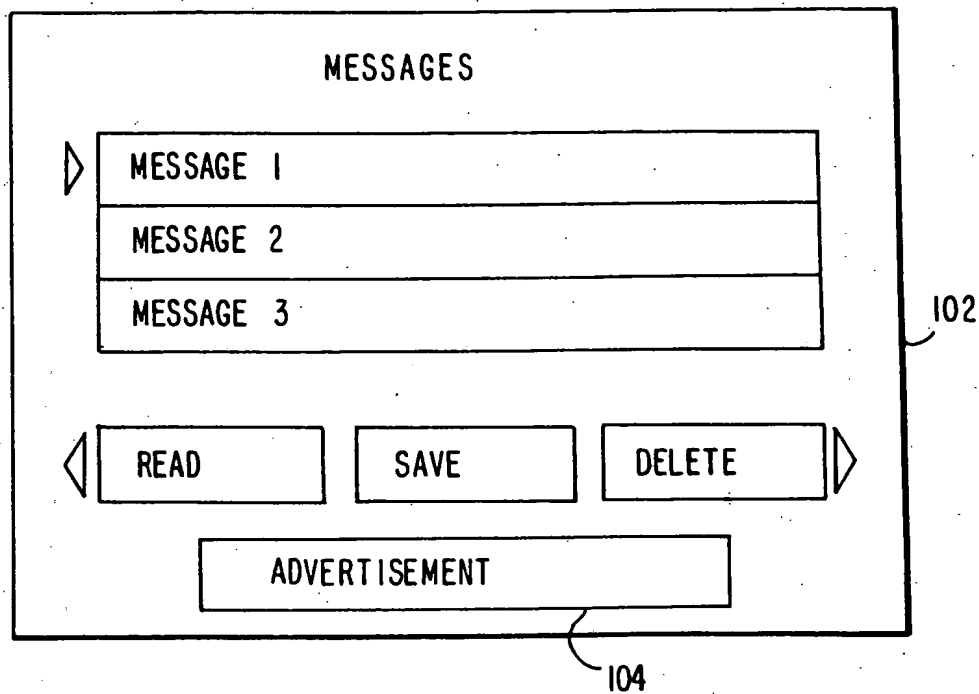 MESSAGES
MESSAGE 1
MESSAGE 2
MESSAGE 3
102
READ SAVE DELETE
ADVERTISEMENT
104